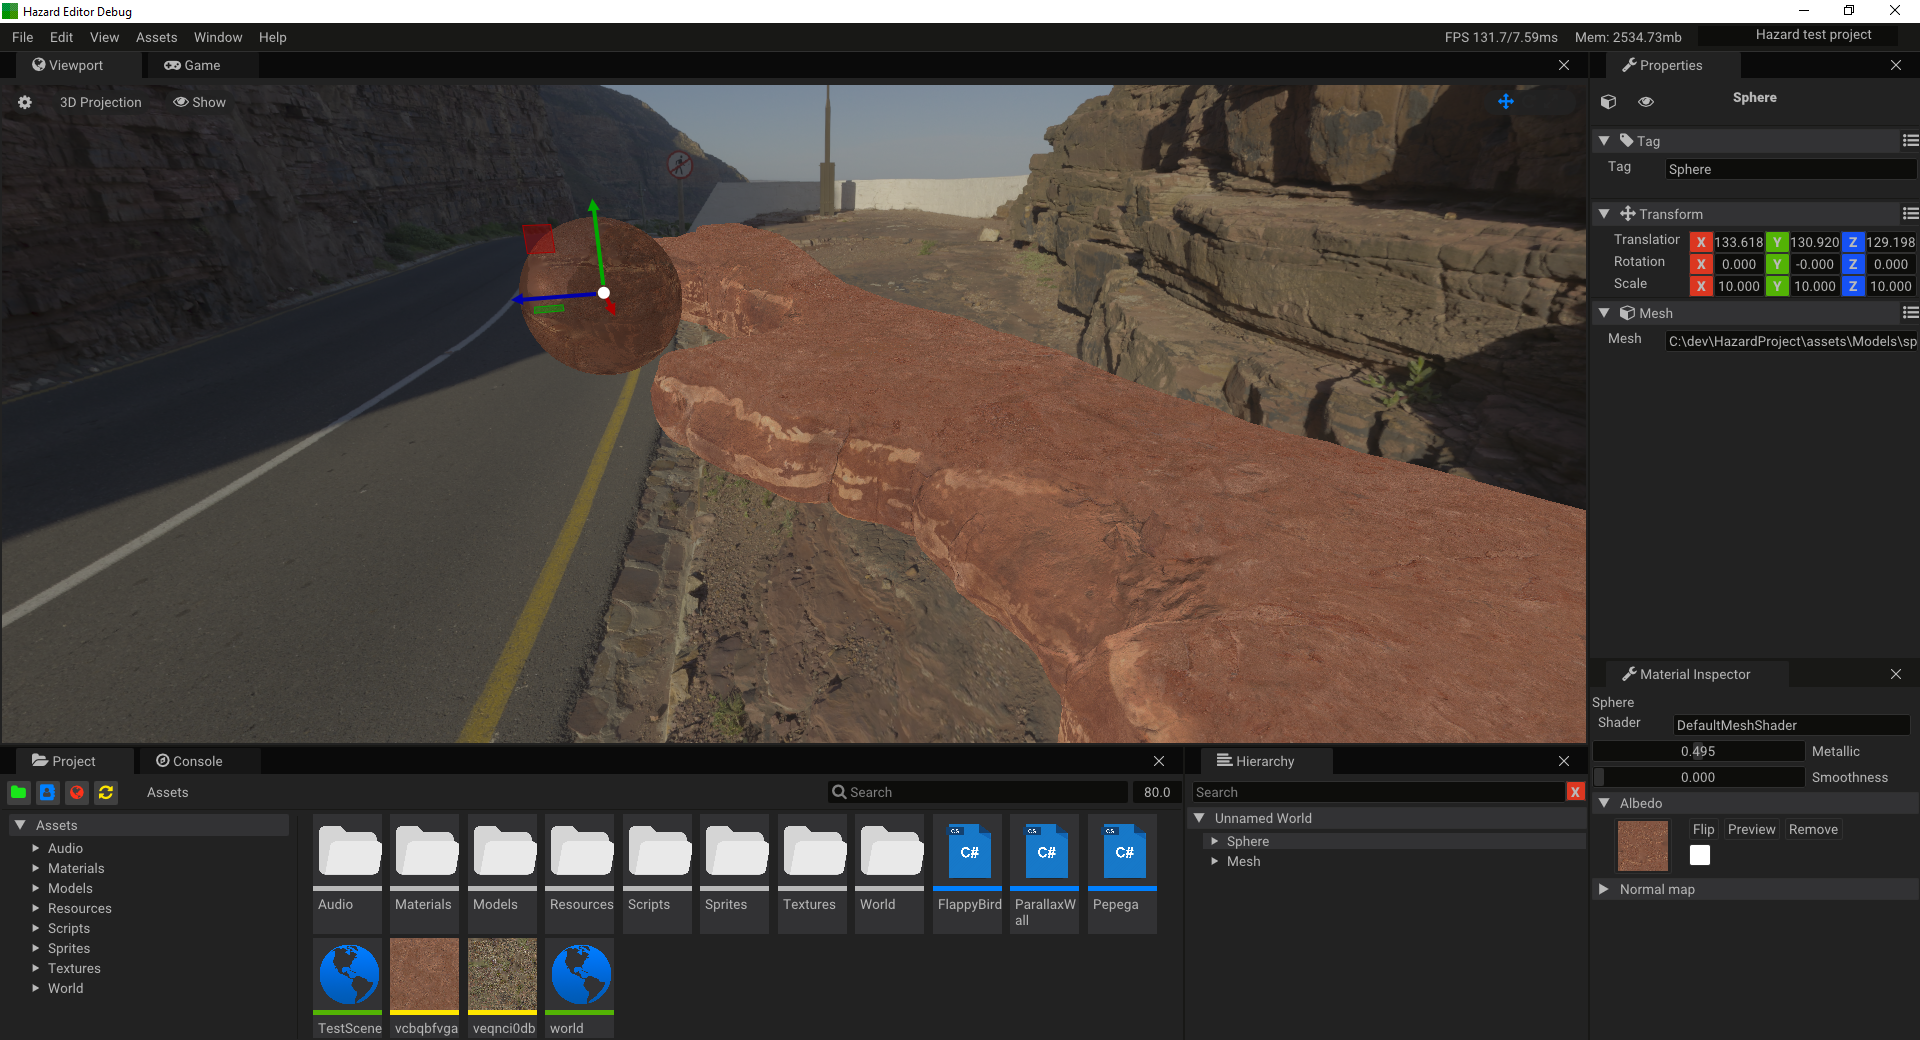 Hazard Editor Debug
File Edit View Assets Window Help FPS 131.7/7.59ms Mem: 2534.73mb Hazard test project
Viewport Game
3D Projection Show
Properties
Sphere
Tag
Tag Sphere
Transform
Translation X 133.618 Y 130.920 Z 129.198
Rotation X 0.000 Y -0.000 Z 0.000
Scale X 10.000 Y 10.000 Z 10.000
Mesh
Mesh C:\dev\HazardProject\assets\Models\sp
Material Inspector
Sphere
Shader DefaultMeshShader
0.495 Metallic
0.000 Smoothness
Albedo
Flip Preview Remove
Normal map
Project Console
Assets Search 80.0
Assets
Audio
Materials
Models
Resources
Scripts
Sprites
Textures
World
CS CS CS
C# C# C#
Audio Materials Models Resources Scripts Sprites Textures World FlappyBird ParallaxW Pepega
all
TestScene vcbqbfvga veqnci0db world
Hierarchy
Search X
Unnamed World
Sphere
Mesh